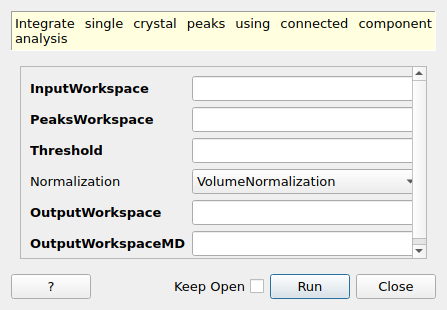 Integrate single crystal peaks using connected component
analysis
InputWorkspace
PeaksWorkspace
Threshold
Normalization VolumeNormalization
OutputWorkspace
OutputWorkspaceMD
? Keep Open Run Close